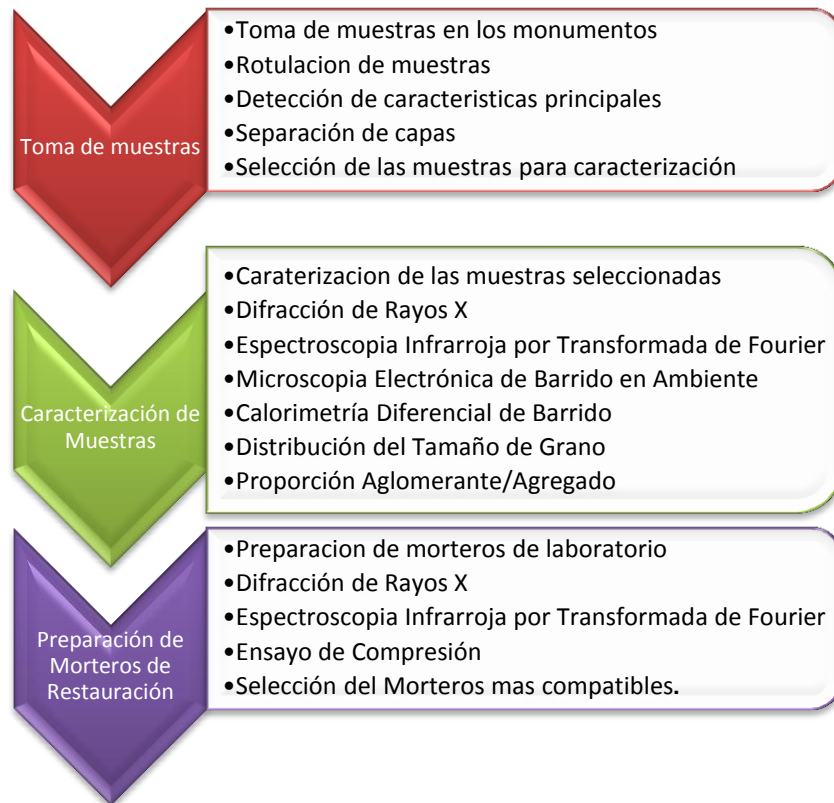 Toma de muestras
•Toma de muestras en los monumentos
•Rotulacion de muestras
•Detección de caracteristicas principales
•Separación de capas
•Selección de las muestras para caracterización
Caracterización de
Muestras
•Caraterizacion de las muestras seleccionadas
•Difracción de Rayos X
•Espectroscopia Infrarroja por Transformada de Fourier
•Microscopia Electrónica de Barrido en Ambiente
•Calorimetría Diferencial de Barrido
•Distribución del Tamaño de Grano
•Proporción Aglomerante/Agregado
Preparación de
Morteros de
Restauración
•Preparacion de morteros de laboratorio
•Difracción de Rayos X
•Espectroscopia Infrarroja por Transformada de Fourier
•Ensayo de Compresión
•Selección del Morteros mas compatibles.